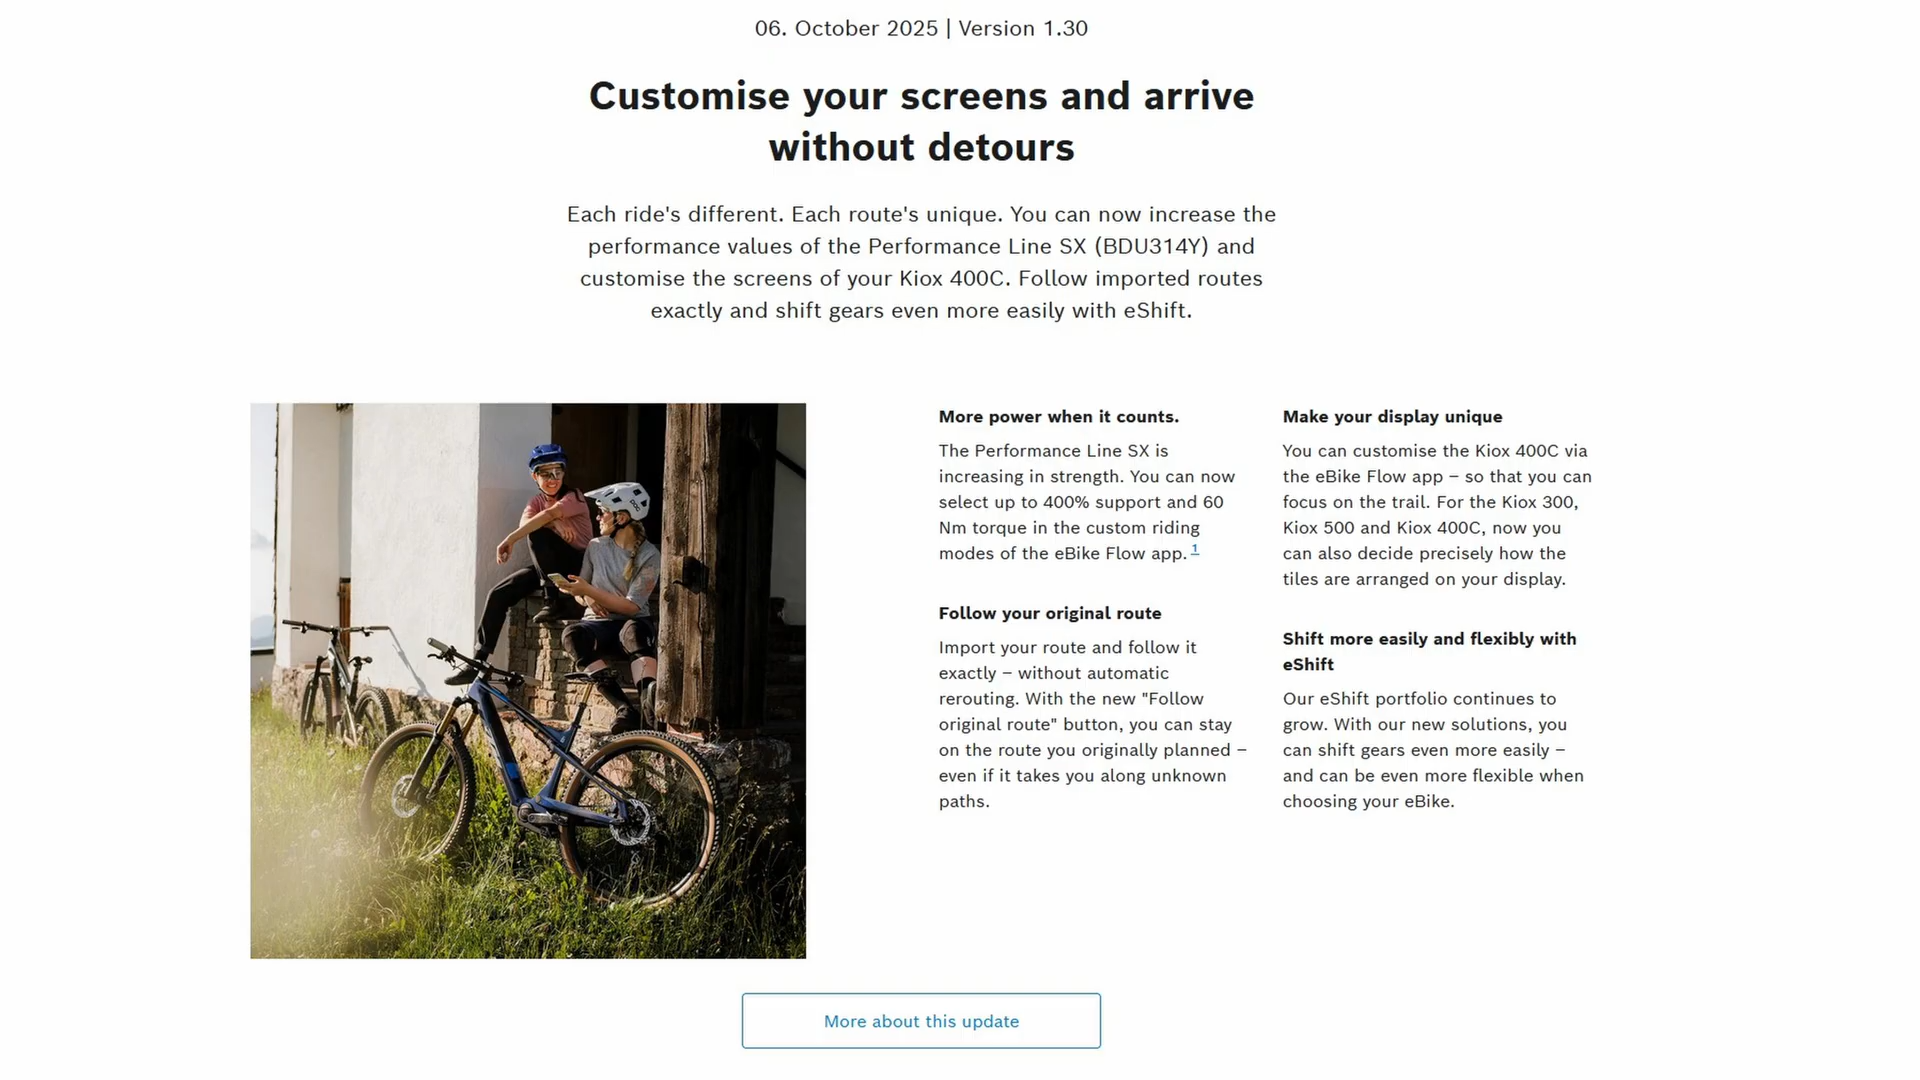 06. October 2025 | Version 1.30
Customise your screens and arrive
without detours
Each ride's different. Each route's unique. You can now increase the
performance values of the Performance Line SX (BDU314Y) and
customise the screens of your Kiox 400C. Follow imported routes
exactly and shift gears even more easily with eShift.
More power when it counts.
The Performance Line SX is
increasing in strength. You can now
select up to 400% support and 60
Nm torque in the custom riding
modes of the eBike Flow app. 1
Follow your original route
Import your route and follow it
exactly – without automatic
rerouting. With the new "Follow
original route" button, you can stay
on the route you originally planned –
even if it takes you along unknown
paths.
Make your display unique
You can customise the Kiox 400C via
the eBike Flow app – so that you can
focus on the trail. For the Kiox 300,
Kiox 500 and Kiox 400C, now you
can also decide precisely how the
tiles are arranged on your display.
Shift more easily and flexibly with
eShift
Our eShift portfolio continues to
grow. With our new solutions, you
can shift gears even more easily –
and can be even more flexible when
choosing your eBike.
More about this update